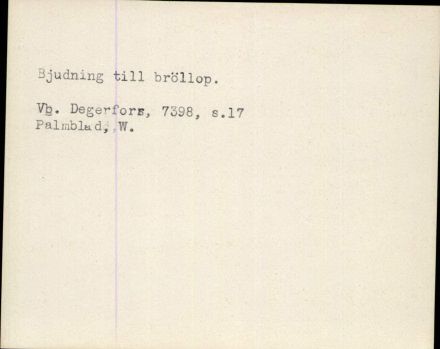 Bjudning till bröllop.
Vb. Degerfors, 7398, s.17
Palmblad, W.